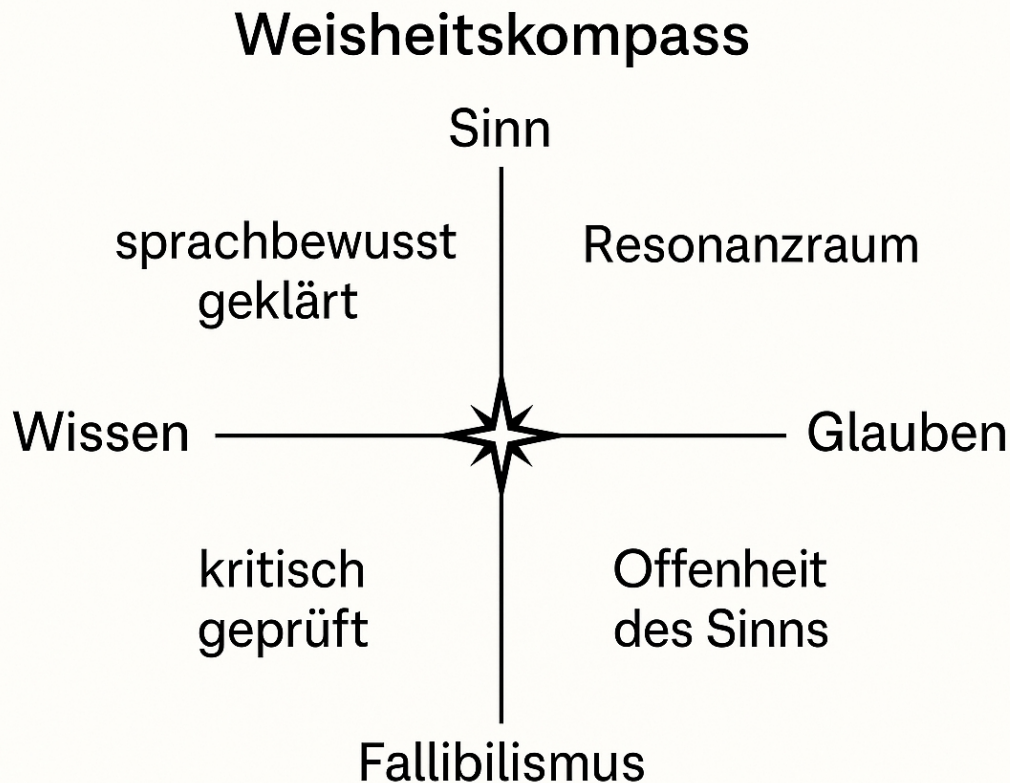 Weisheitskompass
Sinn
sprachbewusst
geklärt
Resonanzraum
Wissen
Glauben
kritisch
geprüft
Offenheit
des Sinns
Fallibilismus